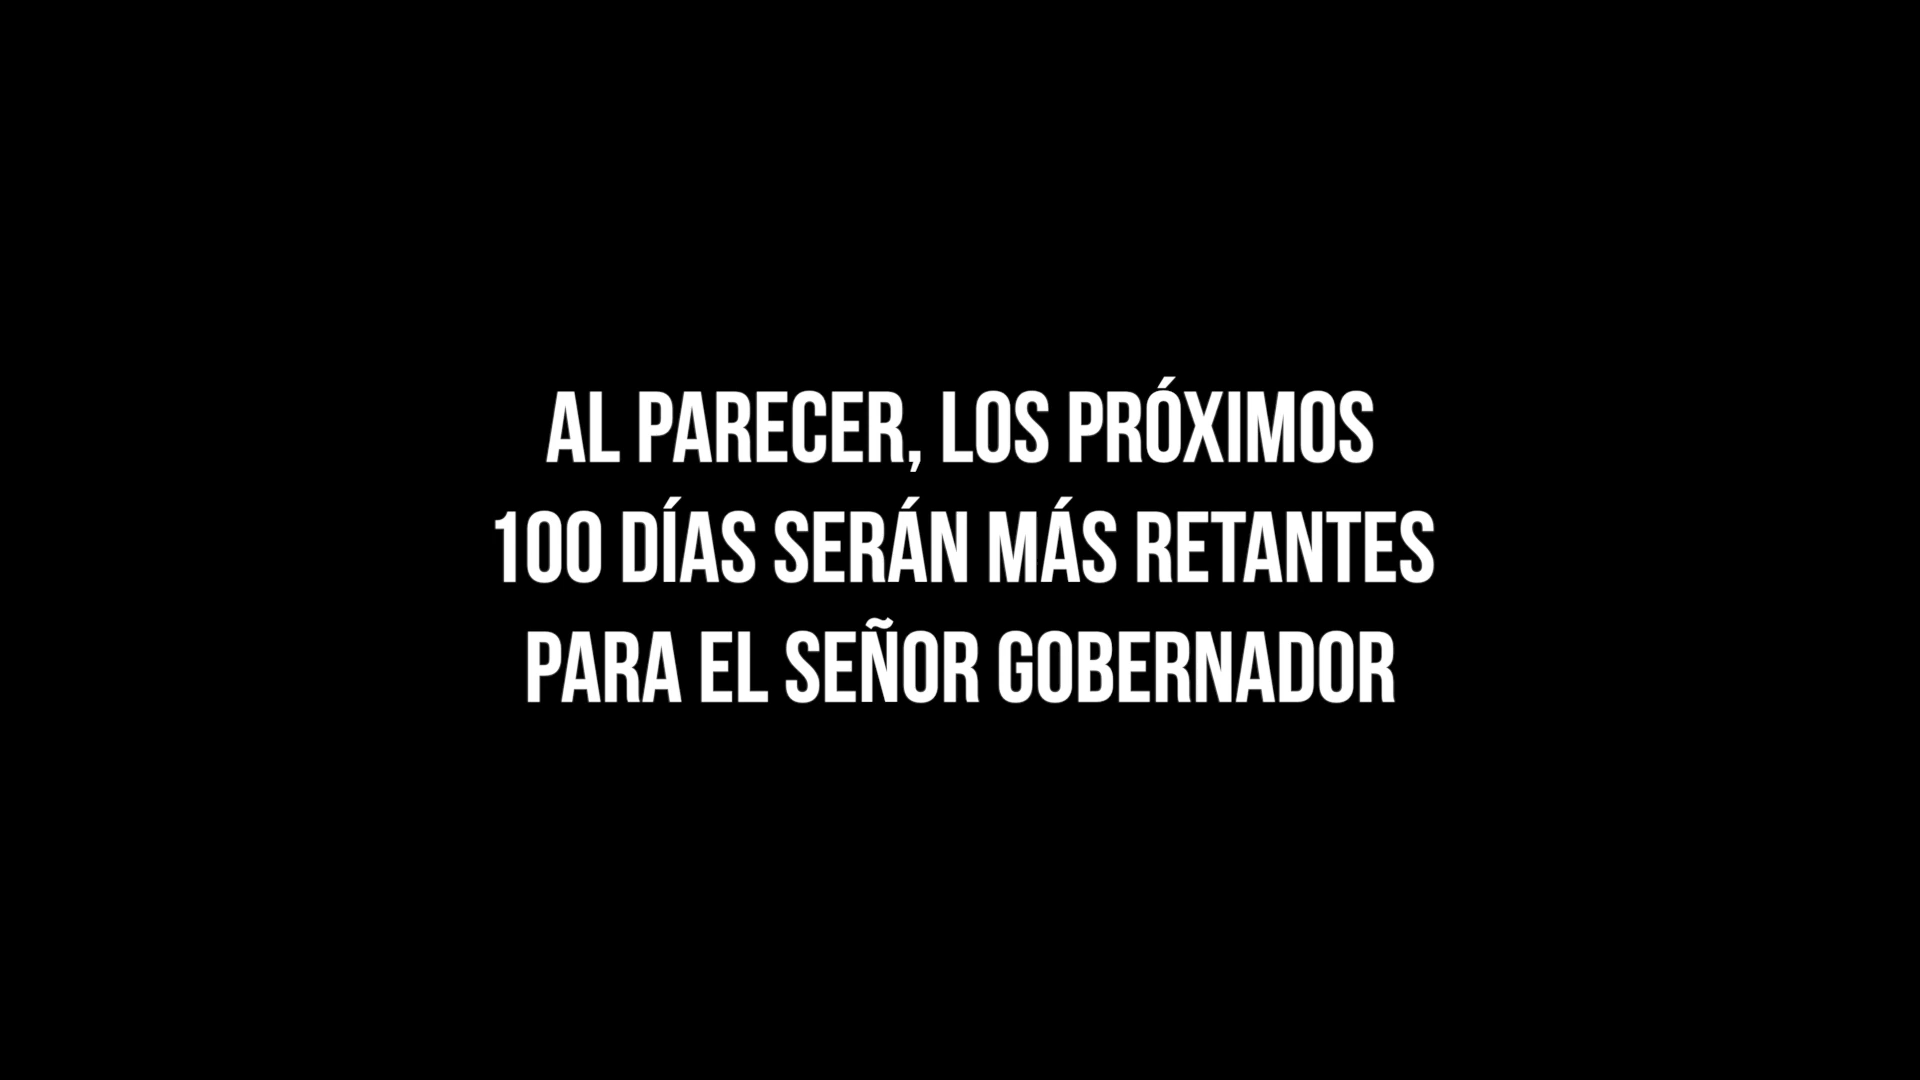 AL PARECER, LOS PRÓXIMOS
100 DÍAS SERÁN MÁS RETANTES
PARA EL SEÑOR GOBERNADOR